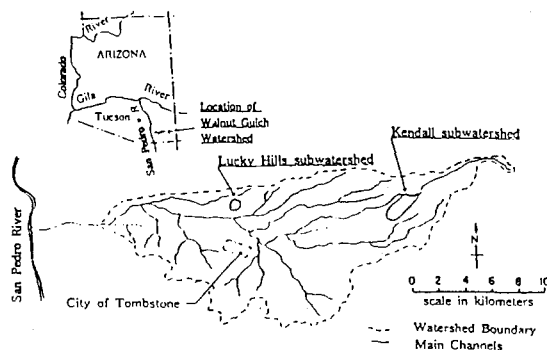 Colorado
River
ARIZONA
Gila
River
Tucson
San Pedro R
Location of
Walnut Gulch
Watershed
Kendall subwatershed
Lucky Hills subwatershed
San Pedro River
City of Tombstone
N
0 2 4 6 8 10
scale in kilometers
Watershed Boundary
Main Channels